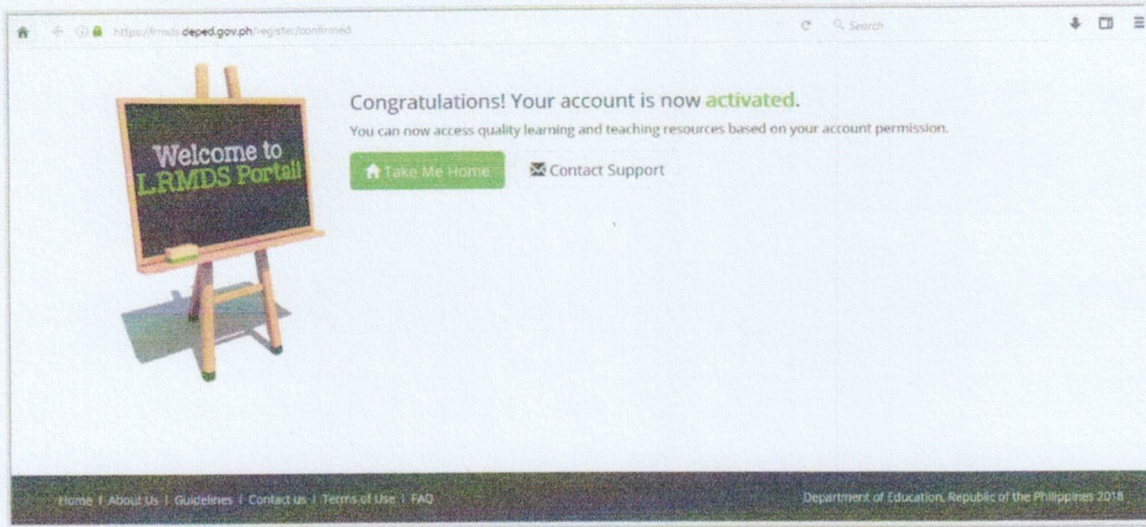 https://lrmds.deped.gov.ph/register/confirmed
Search
Welcome to
LRMDS Portal!
Congratulations! Your account is now activated.
You can now access quality learning and teaching resources based on your account permission.
Take Me Home
Contact Support
Home | About Us | Guidelines | Contact us | Terms of Use | FAQ
Department of Education, Republic of the Philippines 2018